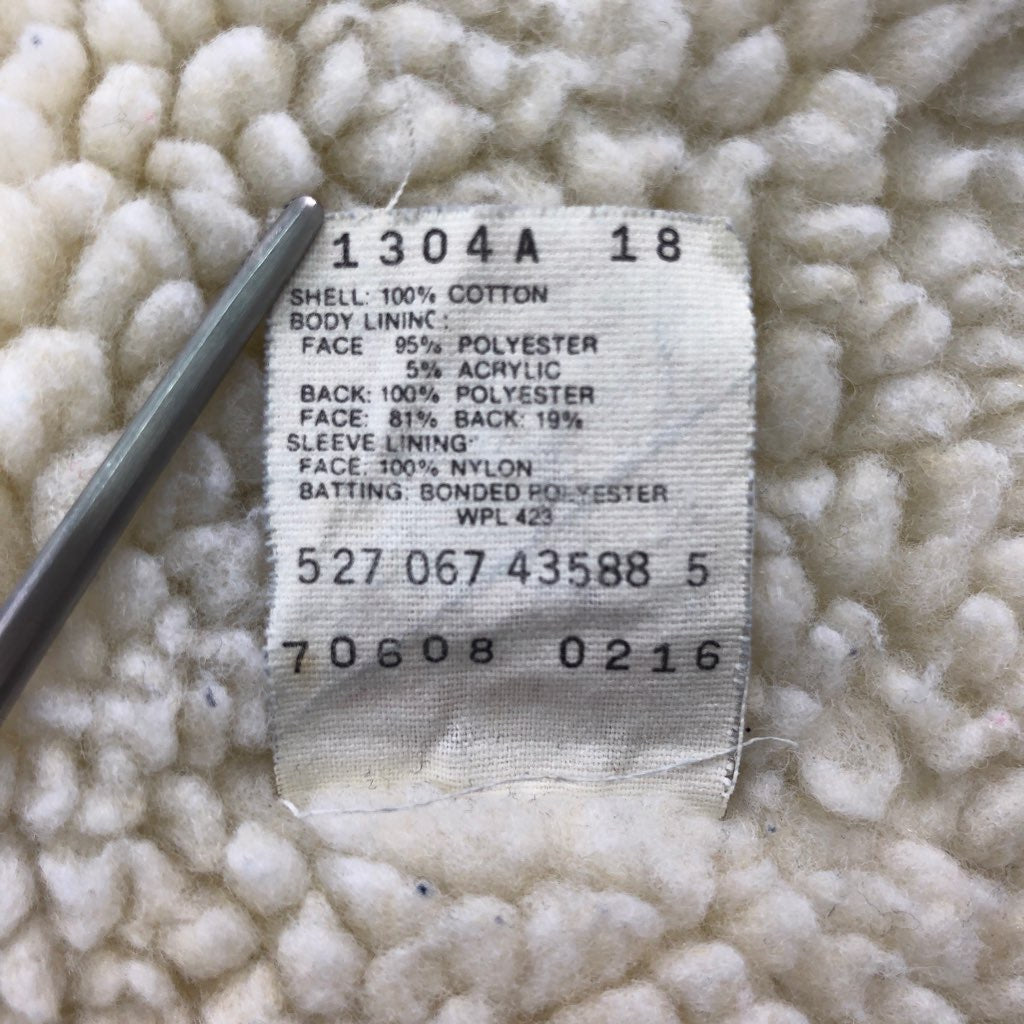 1304A 18
SHELL: 100% COTTON
BODY LINING:
FACE 95% POLYESTER
5% ACRYLIC
BACK: 100% POLYESTER
FACE: 81% BACK: 19%
SLEEVE LINING:
FACE: 100% NYLON
BATTING: BONDED POLYESTER
WPL 423
527 067 43588 5
70608 0216